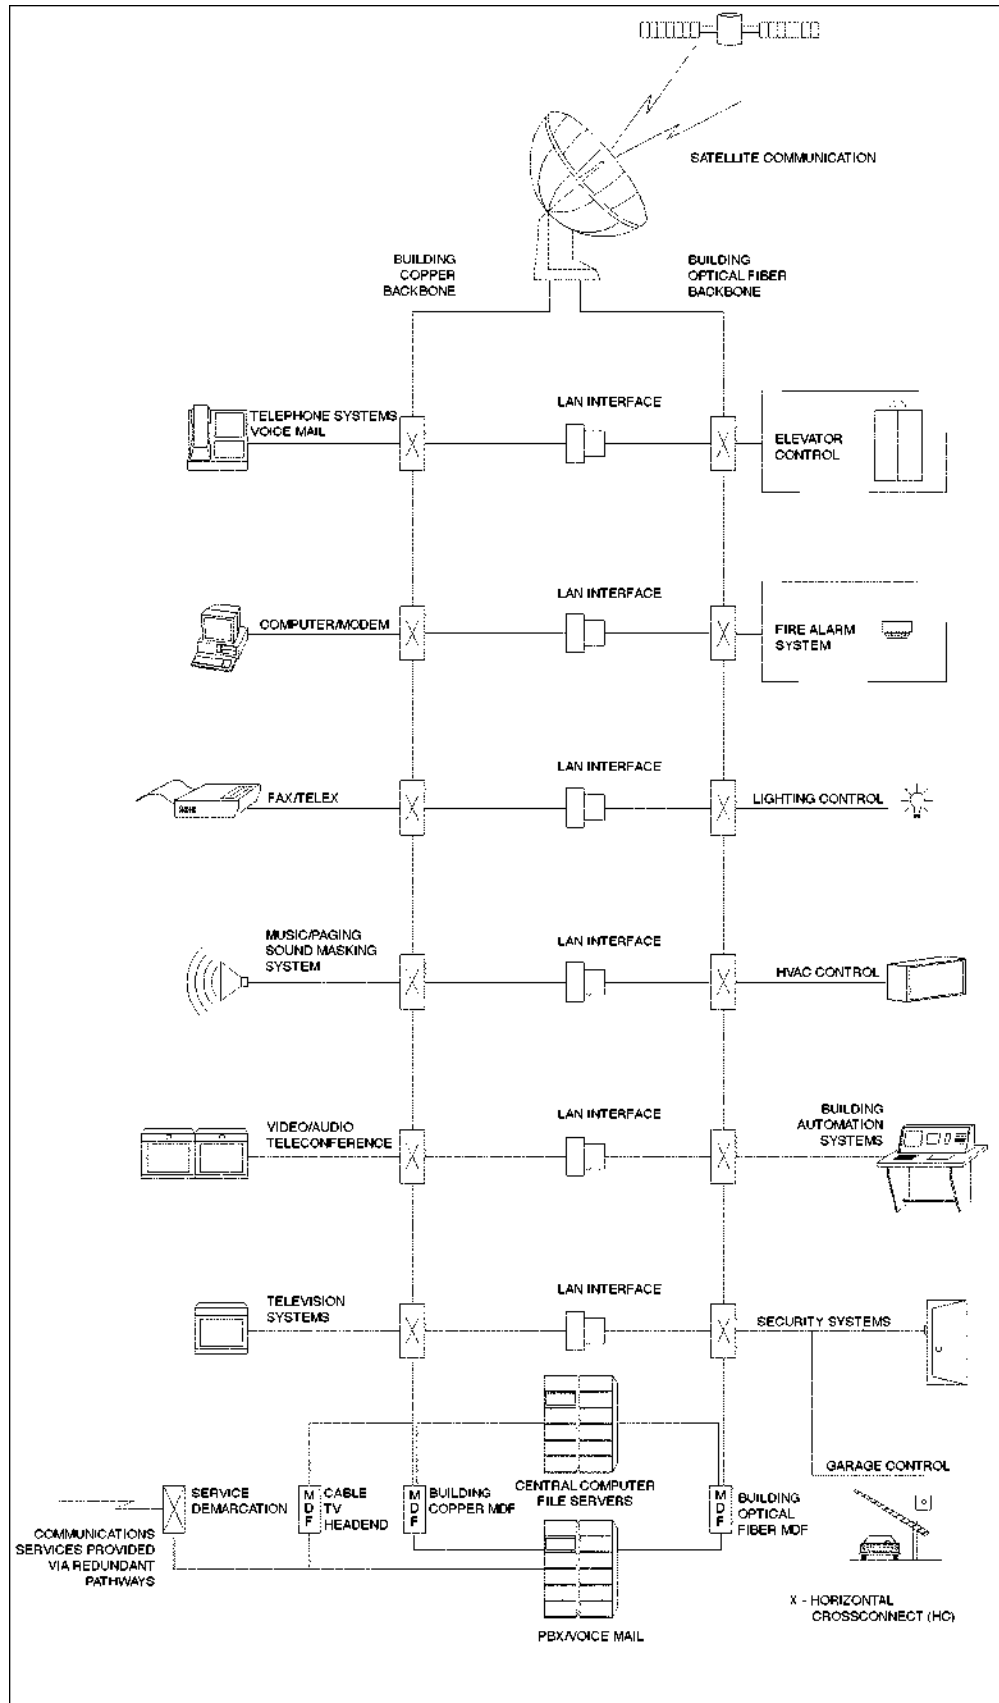 SATELLITE COMMUNICATION
BUILDING
COPPER
BACKBONE
BUILDING
OPTICAL FIBER
BACKBONE
TELEPHONE SYSTEMS
VOICE MAIL
LAN INTERFACE
ELEVATOR
CONTROL
COMPUTER/MODEM
LAN INTERFACE
FIRE ALARM
SYSTEM
FAX/TELEX
LAN INTERFACE
LIGHTING CONTROL
MUSIC/PAGING
SOUND MASKING
SYSTEM
LAN INTERFACE
HVAC CONTROL
VIDEO/AUDIO
TELECONFERENCE
LAN INTERFACE
BUILDING
AUTOMATION
SYSTEMS
TELEVISION
SYSTEMS
LAN INTERFACE
SECURITY SYSTEMS
GARAGE CONTROL
CENTRAL COMPUTER
FILE SERVERS
SERVICE
DEMARCATION
MDF
CABLE
TV
HEADEND
MDF
BUILDING
COPPER MDF
MDF
BUILDING
OPTICAL
FIBER MDF
COMMUNICATIONS
SERVICES PROVIDED
VIA REDUNDANT
PATHWAYS
PBX/VOICE MAIL
X - HORIZONTAL
CROSSCONNECT (HC)